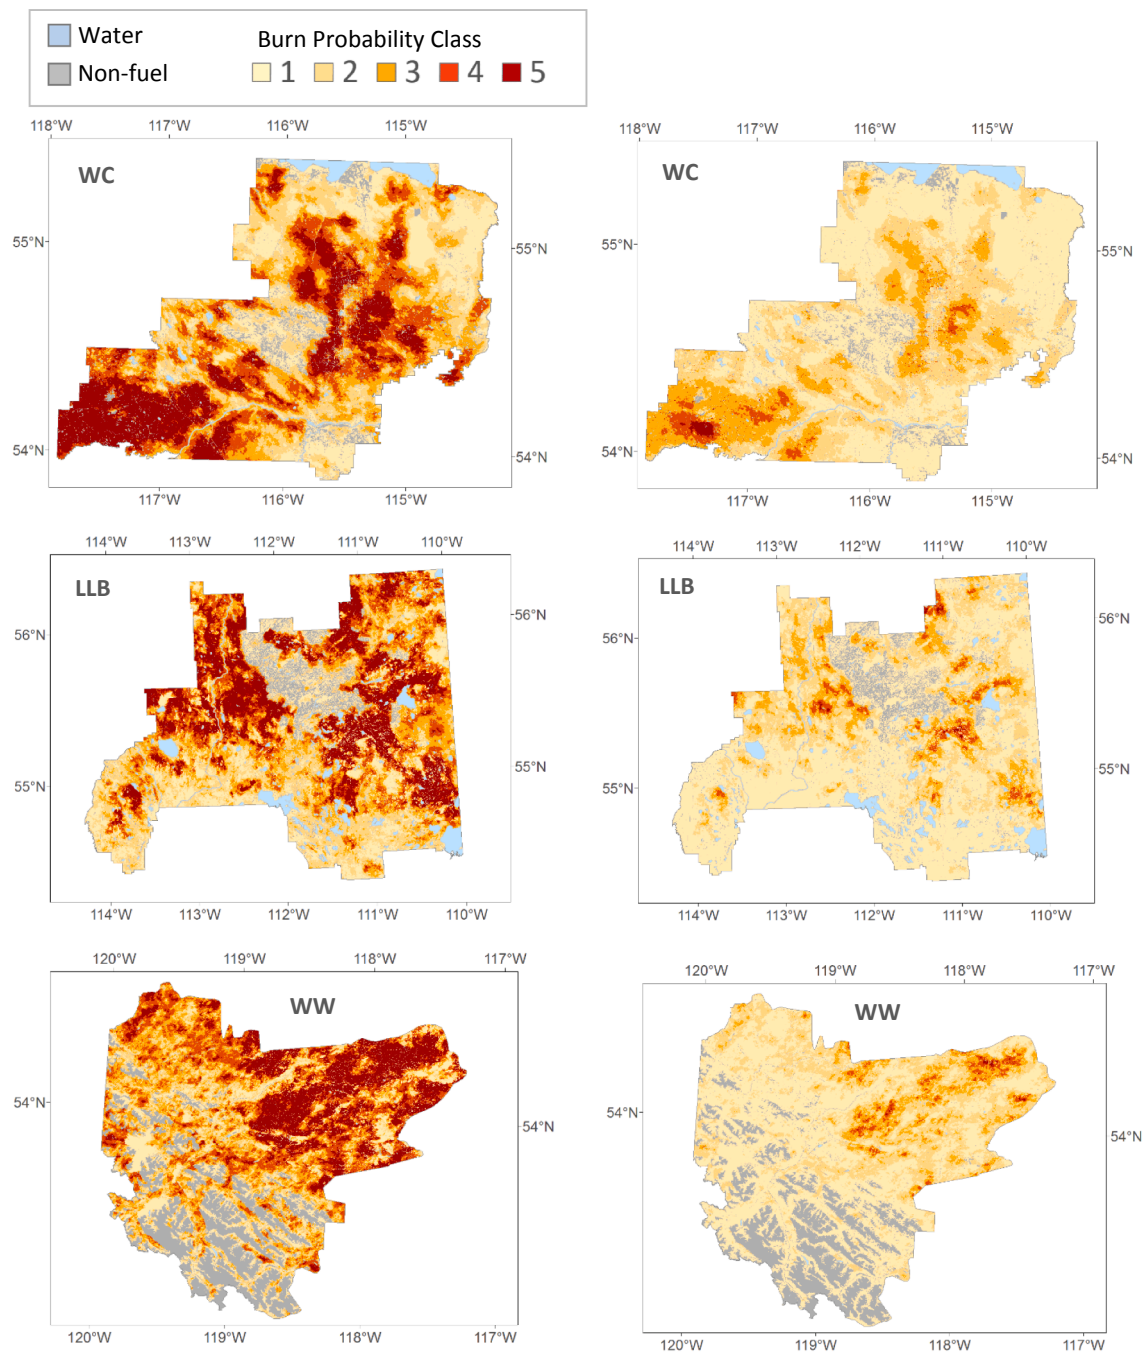 Water
Burn Probability Class
Non-fuel
1 2 3 4 5
118°W 117°W 116°W 115°W
118°W 117°W 116°W 115°W
WC
WC
55°N
55°N
55°N
55°N
54°N
54°N
54°N
54°N
117°W 116°W 115°W
117°W 116°W 115°W
114°W 113°W 112°W 111°W 110°W
114°W 113°W 112°W 111°W 110°W
LLB
LLB
56°N
56°N
56°N
56°N
55°N
55°N
55°N
55°N
114°W 113°W 112°W 111°W 110°W
114°W 113°W 112°W 111°W 110°W
120°W 119°W 118°W 117°W
120°W 119°W 118°W 117°W
WW
WW
54°N
54°N
54°N
54°N
120°W 119°W 118°W 117°W
120°W 119°W 118°W 117°W